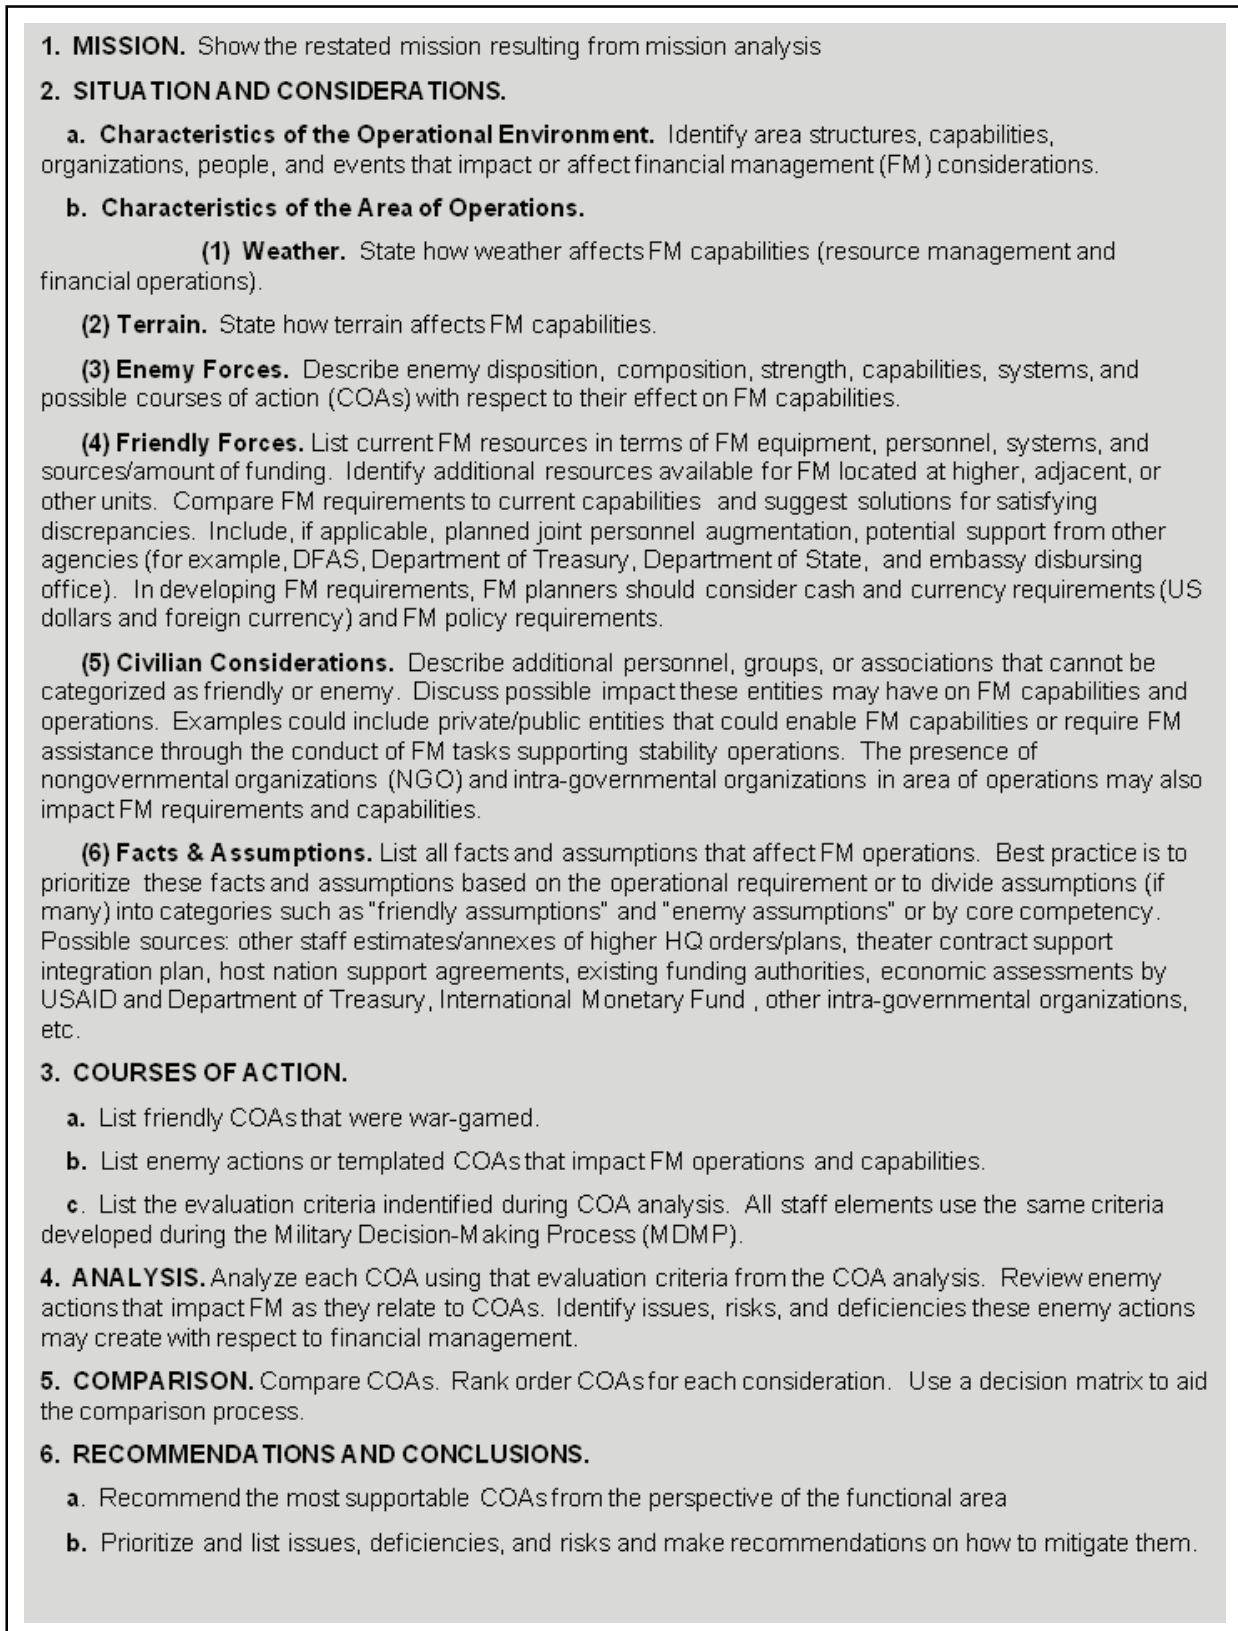 1. MISSION. Show the restated mission resulting from mission analysis
2. SITUATION AND CONSIDERATIONS.
a. Characteristics of the Operational Environment. Identify area structures, capabilities,
organizations, people, and events that impact or affect financial management (FM) considerations.
b. Characteristics of the Area of Operations.
(1) Weather. State how weather affects FM capabilities (resource management and
financial operations).
(2) Terrain. State how terrain affects FM capabilities.
(3) Enemy Forces. Describe enemy disposition, composition, strength, capabilities, systems, and
possible courses of action (COAs) with respect to their effect on FM capabilities.
(4) Friendly Forces. List current FM resources in terms of FM equipment, personnel, systems, and
sources/amount of funding. Identify additional resources available for FM located at higher, adjacent, or
other units. Compare FM requirements to current capabilities and suggest solutions for satisfying
discrepancies. Include, if applicable, planned joint personnel augmentation, potential support from other
agencies (for example, DFAS, Department of Treasury, Department of State, and embassy disbursing
office). In developing FM requirements, FM planners should consider cash and currency requirements (US
dollars and foreign currency) and FM policy requirements.
(5) Civilian Considerations. Describe additional personnel, groups, or associations that cannot be
categorized as friendly or enemy. Discuss possible impact these entities may have on FM capabilities and
operations. Examples could include private/public entities that could enable FM capabilities or require FM
assistance through the conduct of FM tasks supporting stability operations. The presence of
nongovernmental organizations (NGO) and intra-governmental organizations in area of operations may also
impact FM requirements and capabilities.
(6) Facts & Assumptions. List all facts and assumptions that affect FM operations. Best practice is to
prioritize these facts and assumptions based on the operational requirement or to divide assumptions (if
many) into categories such as "friendly assumptions" and "enemy assumptions" or by core competency.
Possible sources: other staff estimates/annexes of higher HQ orders/plans, theater contract support
integration plan, host nation support agreements, existing funding authorities, economic assessments by
USAID and Department of Treasury, International Monetary Fund , other intra-governmental organizations,
etc.
3. COURSES OF ACTION.
a. List friendly COAs that were war-gamed.
b. List enemy actions or templated COAs that impact FM operations and capabilities.
c. List the evaluation criteria indentified during COA analysis. All staff elements use the same criteria
developed during the Military Decision-Making Process (MDMP).
4. ANALYSIS. Analyze each COA using that evaluation criteria from the COA analysis. Review enemy
actions that impact FM as they relate to COAs. Identify issues, risks, and deficiencies these enemy actions
may create with respect to financial management.
5. COMPARISON. Compare COAs. Rank order COAs for each consideration. Use a decision matrix to aid
the comparison process.
6. RECOMMENDATIONS AND CONCLUSIONS.
a. Recommend the most supportable COAs from the perspective of the functional area
b. Prioritize and list issues, deficiencies, and risks and make recommendations on how to mitigate them.